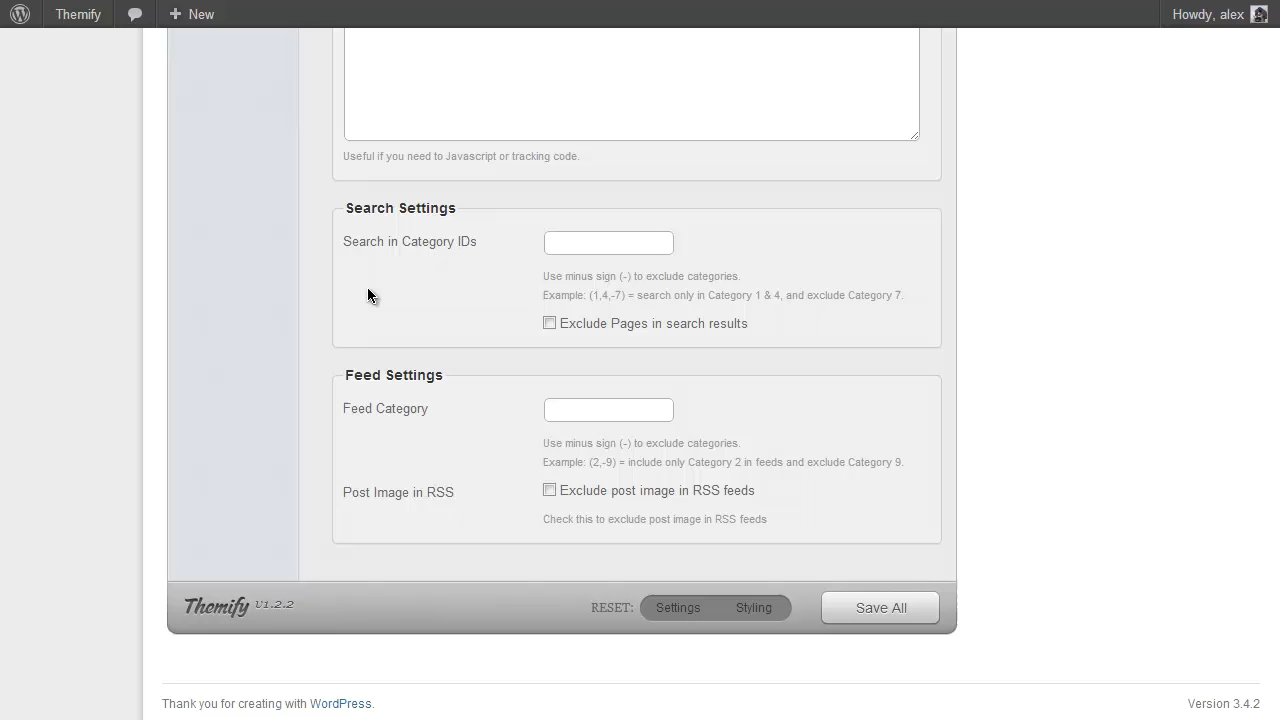 Themify
New
Howdy, alex
Useful if you need to Javascript or tracking code.
Search Settings
Search in Category IDs
Use minus sign (-) to exclude categories.
Example: (1,4,-7) = search only in Category 1 & 4, and exclude Category 7.
Exclude Pages in search results
Feed Settings
Feed Category
Use minus sign (-) to exclude categories.
Example: (2,-9) = include only Category 2 in feeds and exclude Category 9.
Post Image in RSS
Exclude post image in RSS feeds
Check this to exclude post image in RSS feeds
Themify v1.2.2
RESET: Settings Styling
Save All
Thank you for creating with WordPress.
Version 3.4.2